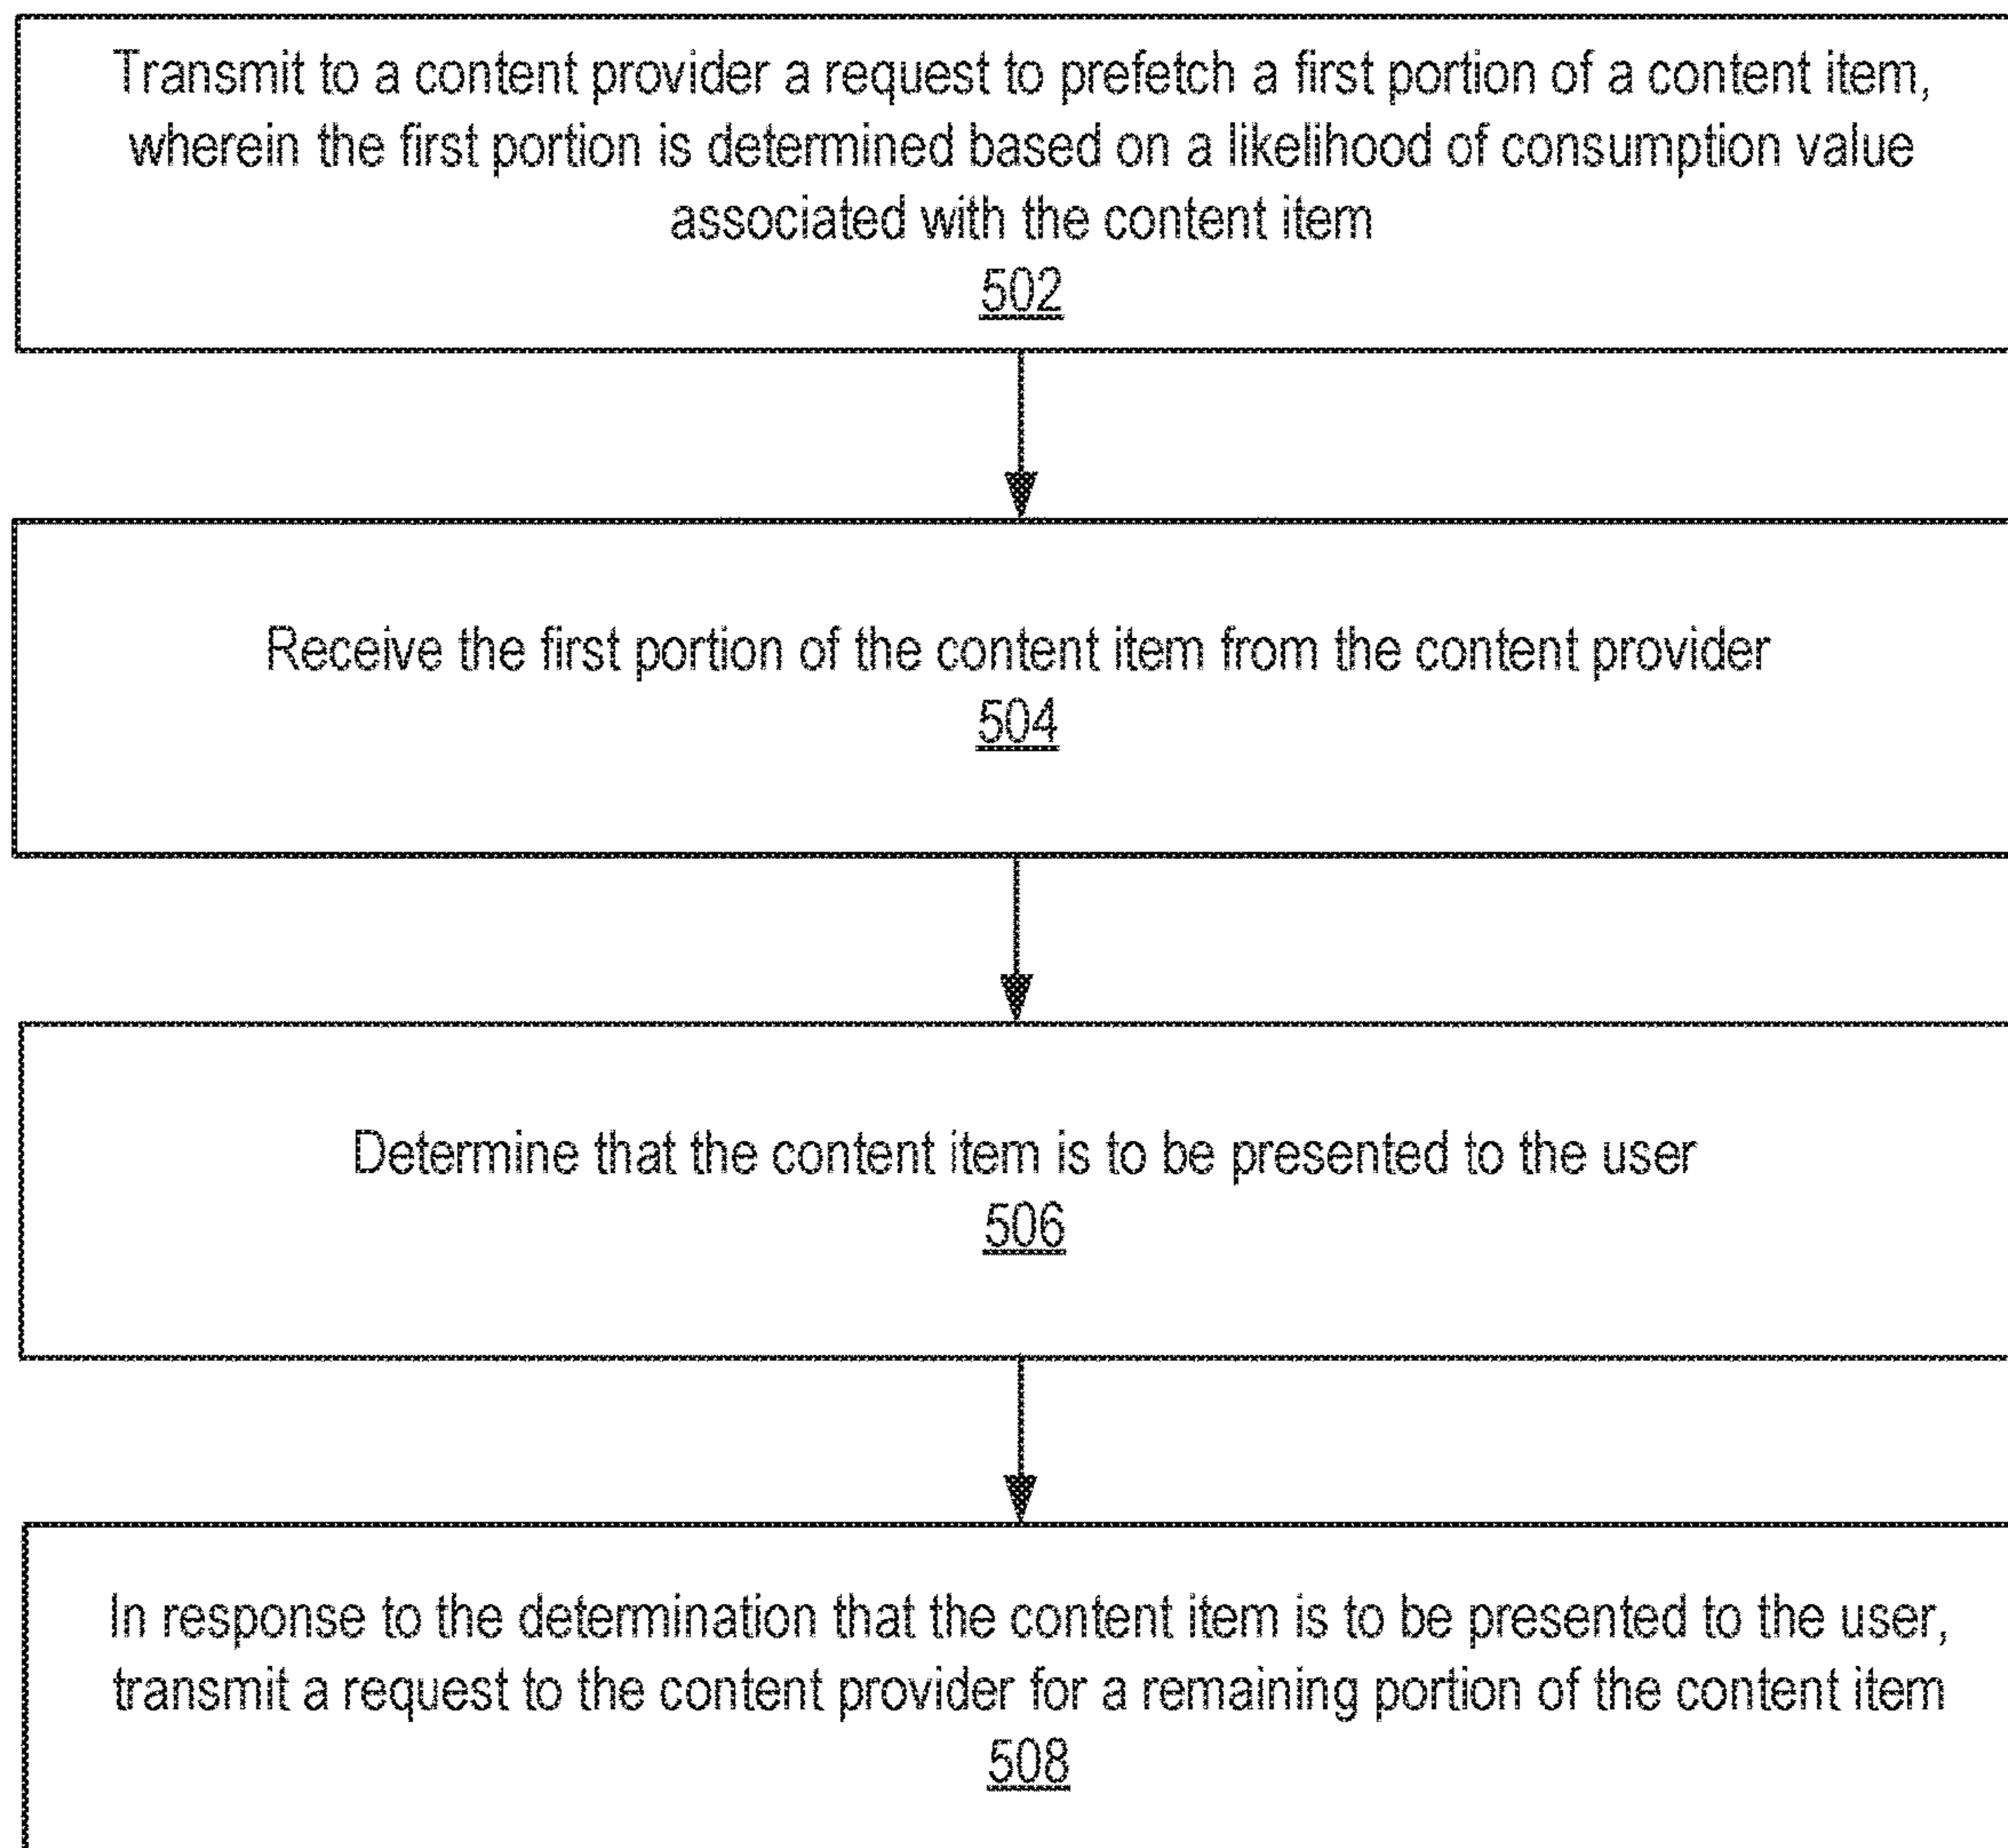 Transmit to a content provider a request to prefetch a first portion of a content item,
wherein the first portion is determined based on a likelihood of consumption value
associated with the content item
502
Receive the first portion of the content item from the content provider
504
Determine that the content item is to be presented to the user
506
In response to the determination that the content item is to be presented to the user,
transmit a request to the content provider for a remaining portion of the content item
508